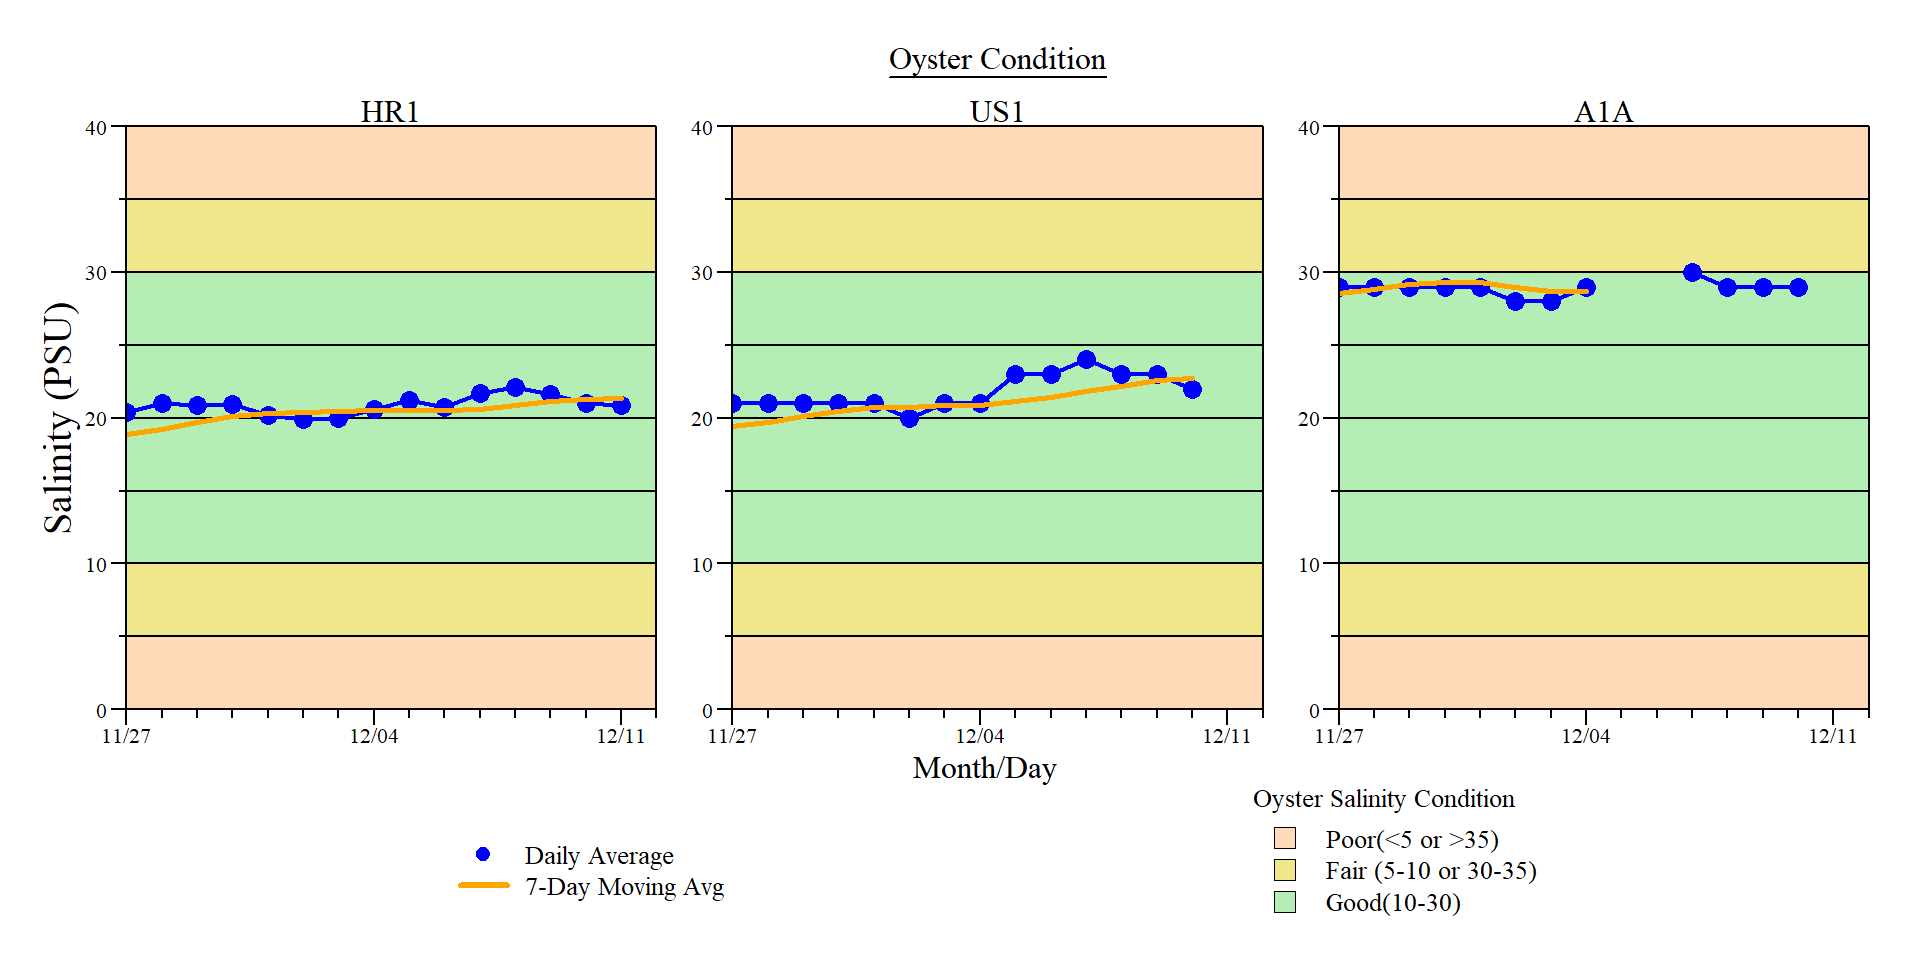 Oyster Condition
HR1
US1
A1A
Salinity (PSU)
40
30
20
10
0
11/27
12/04
12/11
40
30
20
10
0
11/27
12/04
12/11
40
30
20
10
0
11/27
12/04
12/11
Month/Day
Daily Average
7-Day Moving Avg
Oyster Salinity Condition
Poor(<5 or >35)
Fair (5-10 or 30-35)
Good(10-30)